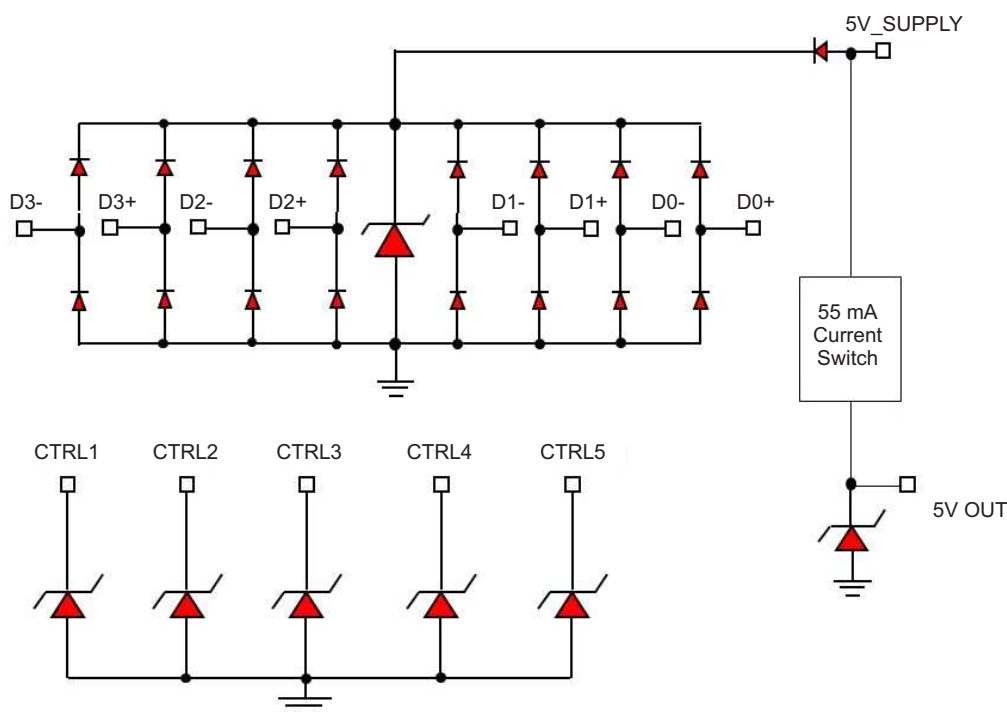 5V_SUPPLY
D3-
D3+
D2-
D2+
D1-
D1+
D0-
D0+
55 mA
Current
Switch
CTRL1
CTRL2
CTRL3
CTRL4
CTRL5
5V OUT